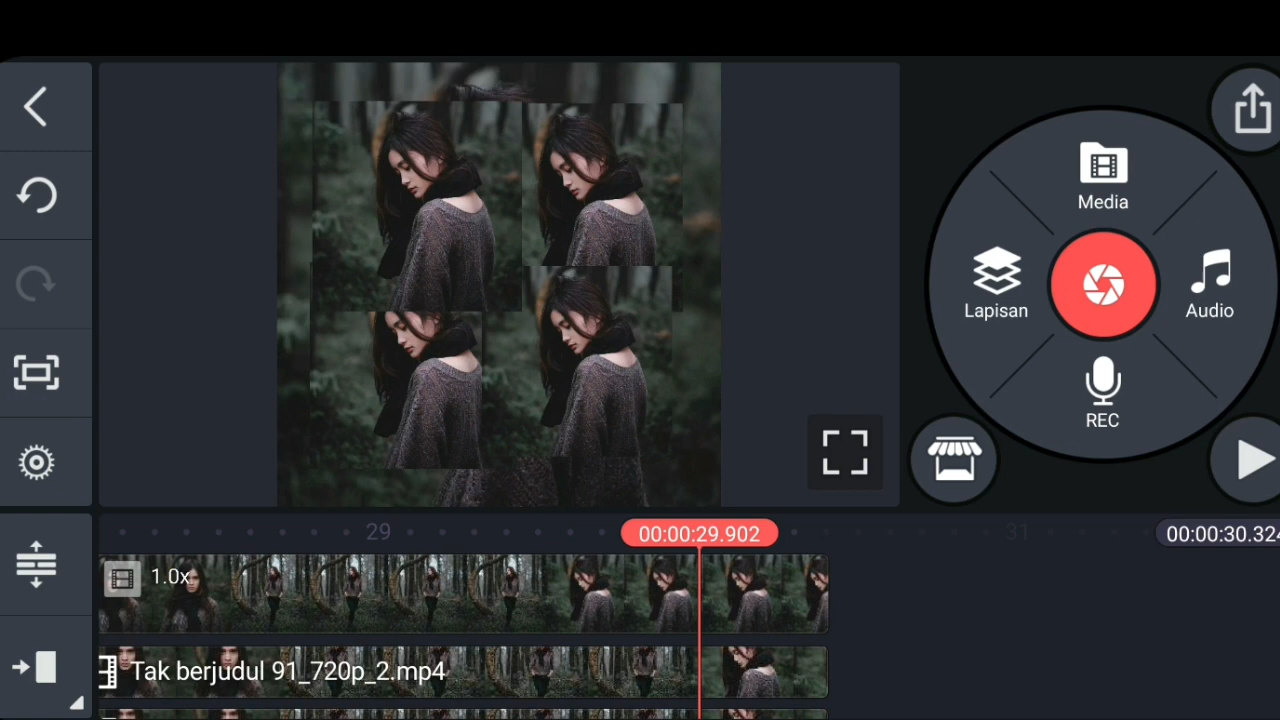 Media
Lapisan
Audio
REC
29
00:00:29.902
31
00:00:30.324
1.0x
Tak berjudul 91_720p_2.mp4